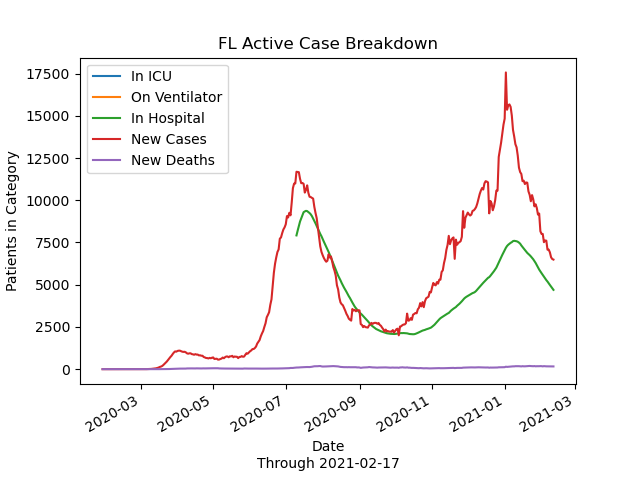 FL Active Case Breakdown
In ICU
On Ventilator
In Hospital
New Cases
New Deaths
Patients in Category
17500
15000
12500
10000
7500
5000
2500
0
2020-03
2020-05
2020-07
2020-09
2020-11
2021-01
2021-03
Date
Through 2021-02-17